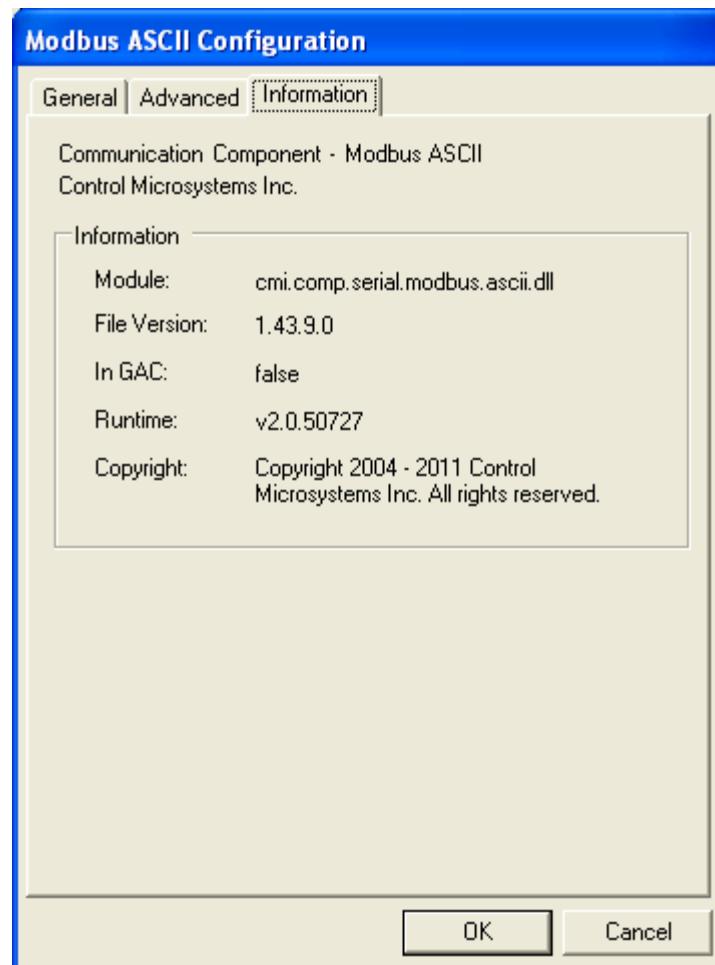 Modbus ASCII Configuration
General Advanced Information
Communication Component - Modbus ASCII
Control Microsystems Inc.
Information
Module: cmi.comp.serial.modbus.ascii.dll
File Version: 1.43.9.0
In GAC: false
Runtime: v2.0.50727
Copyright: Copyright 2004 - 2011 Control
Microsystems Inc. All rights reserved.
OK Cancel